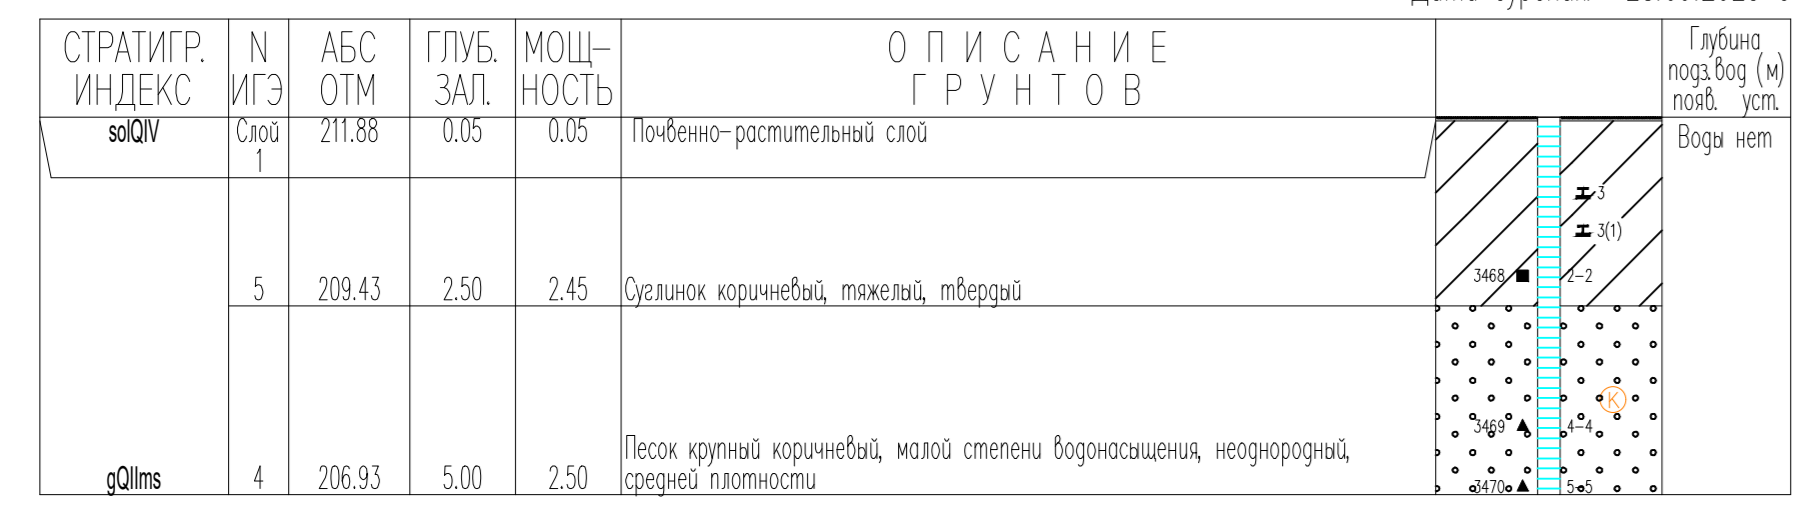 СТРАТИГР. ИНДЕКС N ИГЭ АБС ОТМ ГЛУБ. ЗАЛ. МОЩ- НОСТЬ ОПИСАНИЕ ГРУНТОВ Глубина подз.вод (м) появ. уст.
solQIV Слой 1 211.88 0.05 0.05 Почвенно-растительный слой Воды нет
3
3(1)
3468 2-2
5 209.43 2.50 2.45 Суглинок коричневый, тяжелый, твердый
К
3469 4-4
Песок крупный коричневый, малой степени водонасыщения, неоднородный,
gQIIms 4 206.93 5.00 2.50 средней плотности
3470 5-5